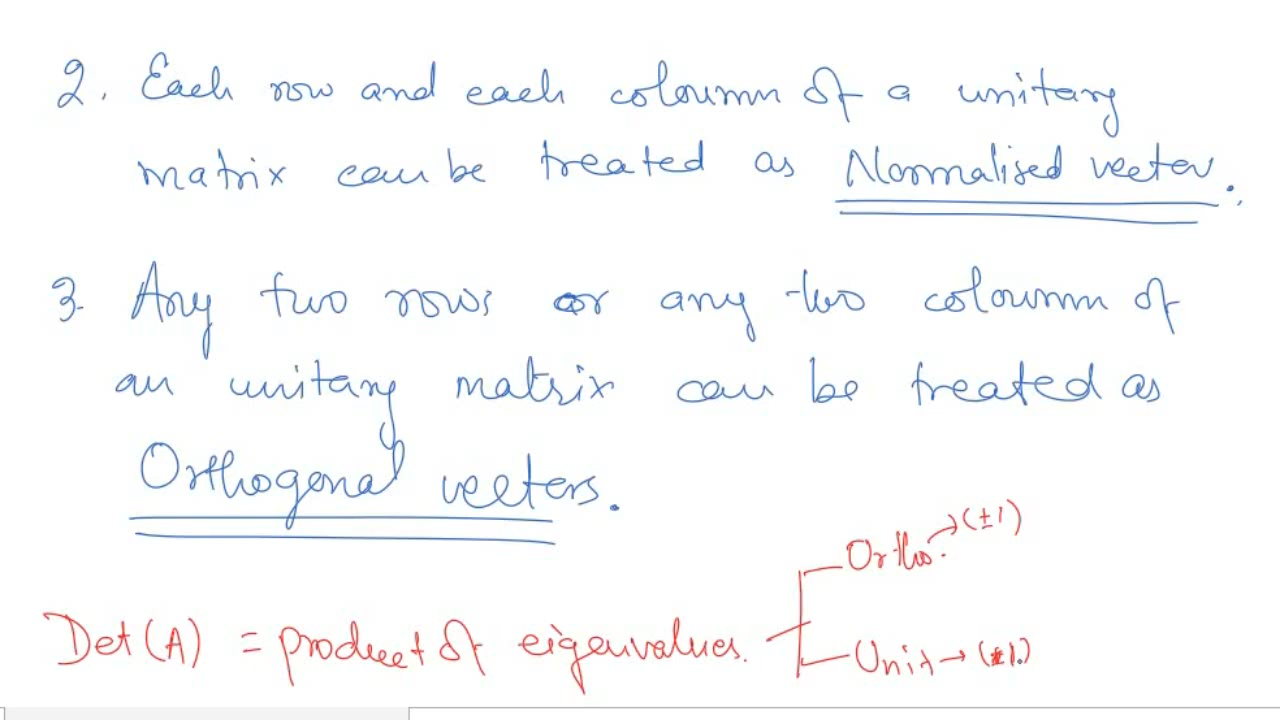 2. Each row and each coloumn of a unitary
matrix can be treated as Normalised vector.
3. Any two rows or any two coloumn of
an unitary matrix can be treated as
Orthogonal vectors.
Ortho. → (±1)
Det(A) = product of eigenvalues.
Unit → (±1.)